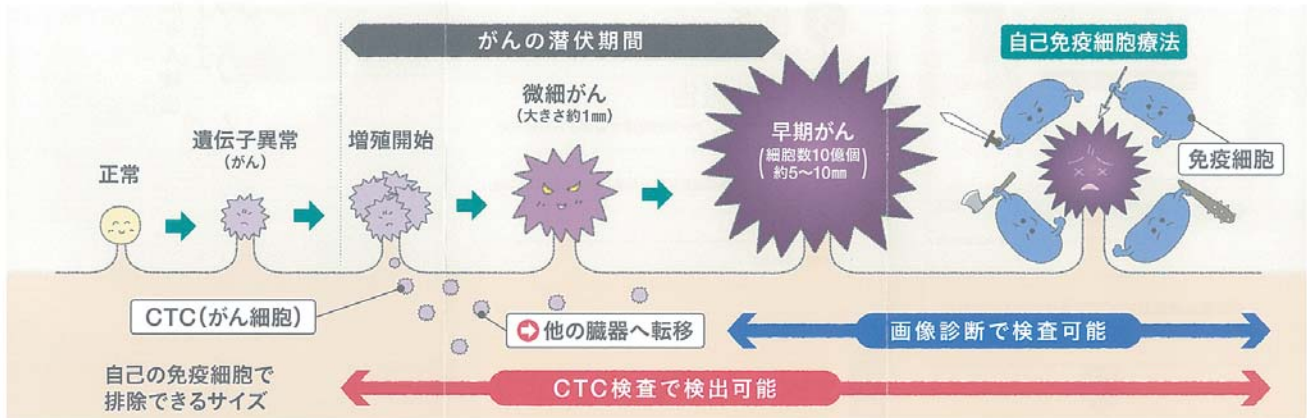 がんの潜伏期間
自己免疫細胞療法
微細がん
(大きさ約1㎜)
早期がん
(細胞数10億個
約5〜10㎜)
遺伝子異常
(がん)
増殖開始
正常
免疫細胞
CTC(がん細胞)
他の臓器へ転移
画像診断で検査可能
自己の免疫細胞で
排除できるサイズ
CTC検査で検出可能